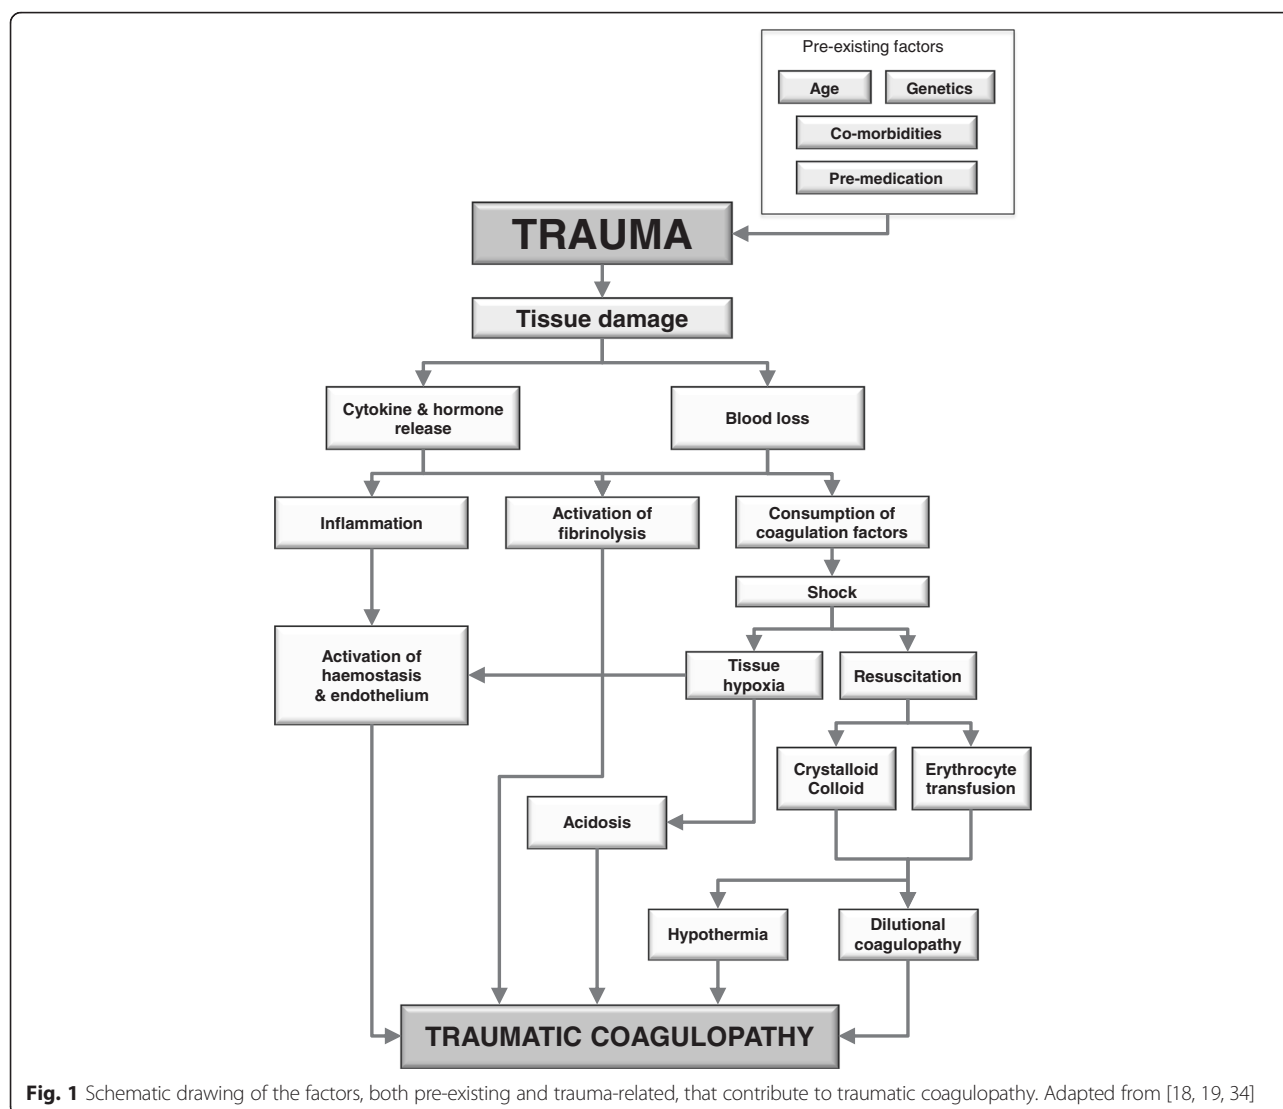 Pre-existing factors
Age
Genetics
Co-morbidities
Pre-medication
TRAUMA
Tissue damage
Cytokine & hormone
release
Blood loss
Inflammation
Activation of
fibrinolysis
Consumption of
coagulation factors
Shock
Activation of
haemostasis
& endothelium
Tissue
hypoxia
Resuscitation
Crystalloid
Colloid
Erythrocyte
transfusion
Acidosis
Hypothermia
Dilutional
coagulopathy
TRAUMATIC COAGULOPATHY
Fig. 1 Schematic drawing of the factors, both pre-existing and trauma-related, that contribute to traumatic coagulopathy. Adapted from [18, 19, 34]